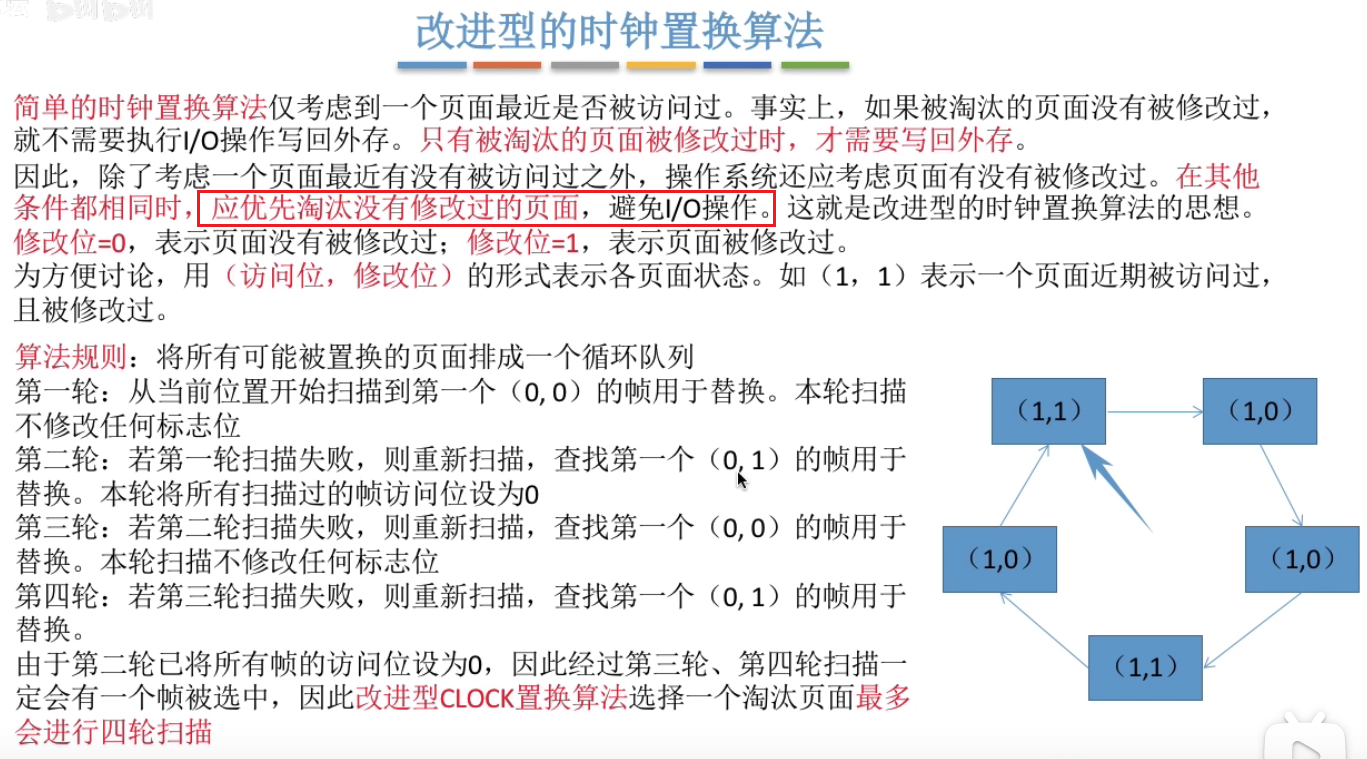 改进型的时钟置换算法
简单的时钟置换算法仅考虑到一个页面最近是否被访问过。事实上，如果被淘汰的页面没有被修改过，
就不需要执行I/O操作写回外存。只有被淘汰的页面被修改过时，才需要写回外存。
因此，除了考虑一个页面最近有没有被访问过之外，操作系统还应考虑页面有没有被修改过。在其他
条件都相同时，应优先淘汰没有修改过的页面，避免I/O操作。这就是改进型的时钟置换算法的思想。
修改位=0，表示页面没有被修改过；修改位=1，表示页面被修改过。
为方便讨论，用（访问位，修改位）的形式表示各页面状态。如（1，1）表示一个页面近期被访问过，
且被修改过。
算法规则：将所有可能被置换的页面排成一个循环队列
第一轮：从当前位置开始扫描到第一个（0, 0）的帧用于替换。本轮扫描
不修改任何标志位
第二轮：若第一轮扫描失败，则重新扫描，查找第一个（0, 1）的帧用于
替换。本轮将所有扫描过的帧访问位设为0
第三轮：若第二轮扫描失败，则重新扫描，查找第一个（0, 0）的帧用于
替换。本轮扫描不修改任何标志位
第四轮：若第三轮扫描失败，则重新扫描，查找第一个（0, 1）的帧用于
替换。
由于第二轮已将所有帧的访问位设为0，因此经过第三轮、第四轮扫描一
定会有一个帧被选中，因此改进型CLOCK置换算法选择一个淘汰页面最多
会进行四轮扫描
（1,1）
（1,0）
（1,0）
（1,0）
（1,1）